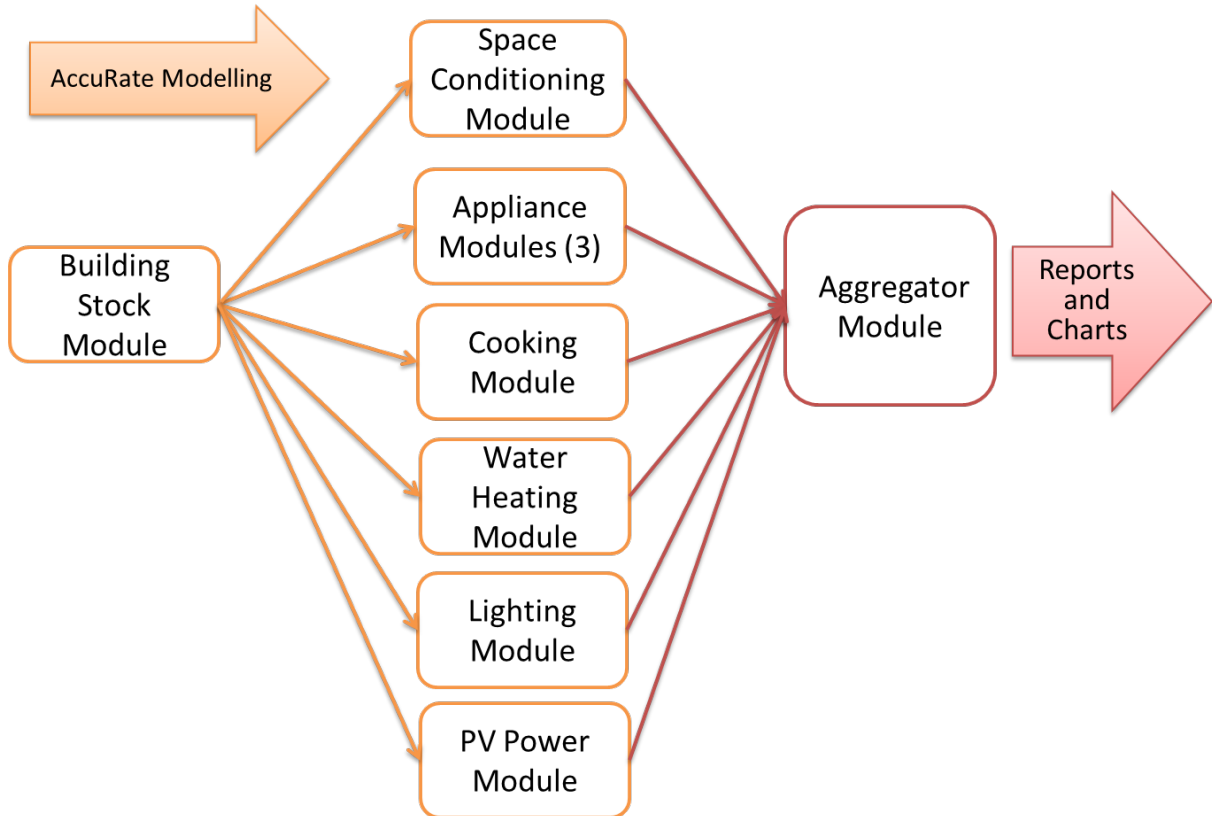 AccuRate Modelling
Space
Conditioning
Module
Appliance
Modules (3)
Building
Stock
Module
Cooking
Module
Water
Heating
Module
Lighting
Module
PV Power
Module
Aggregator
Module
Reports
and
Charts